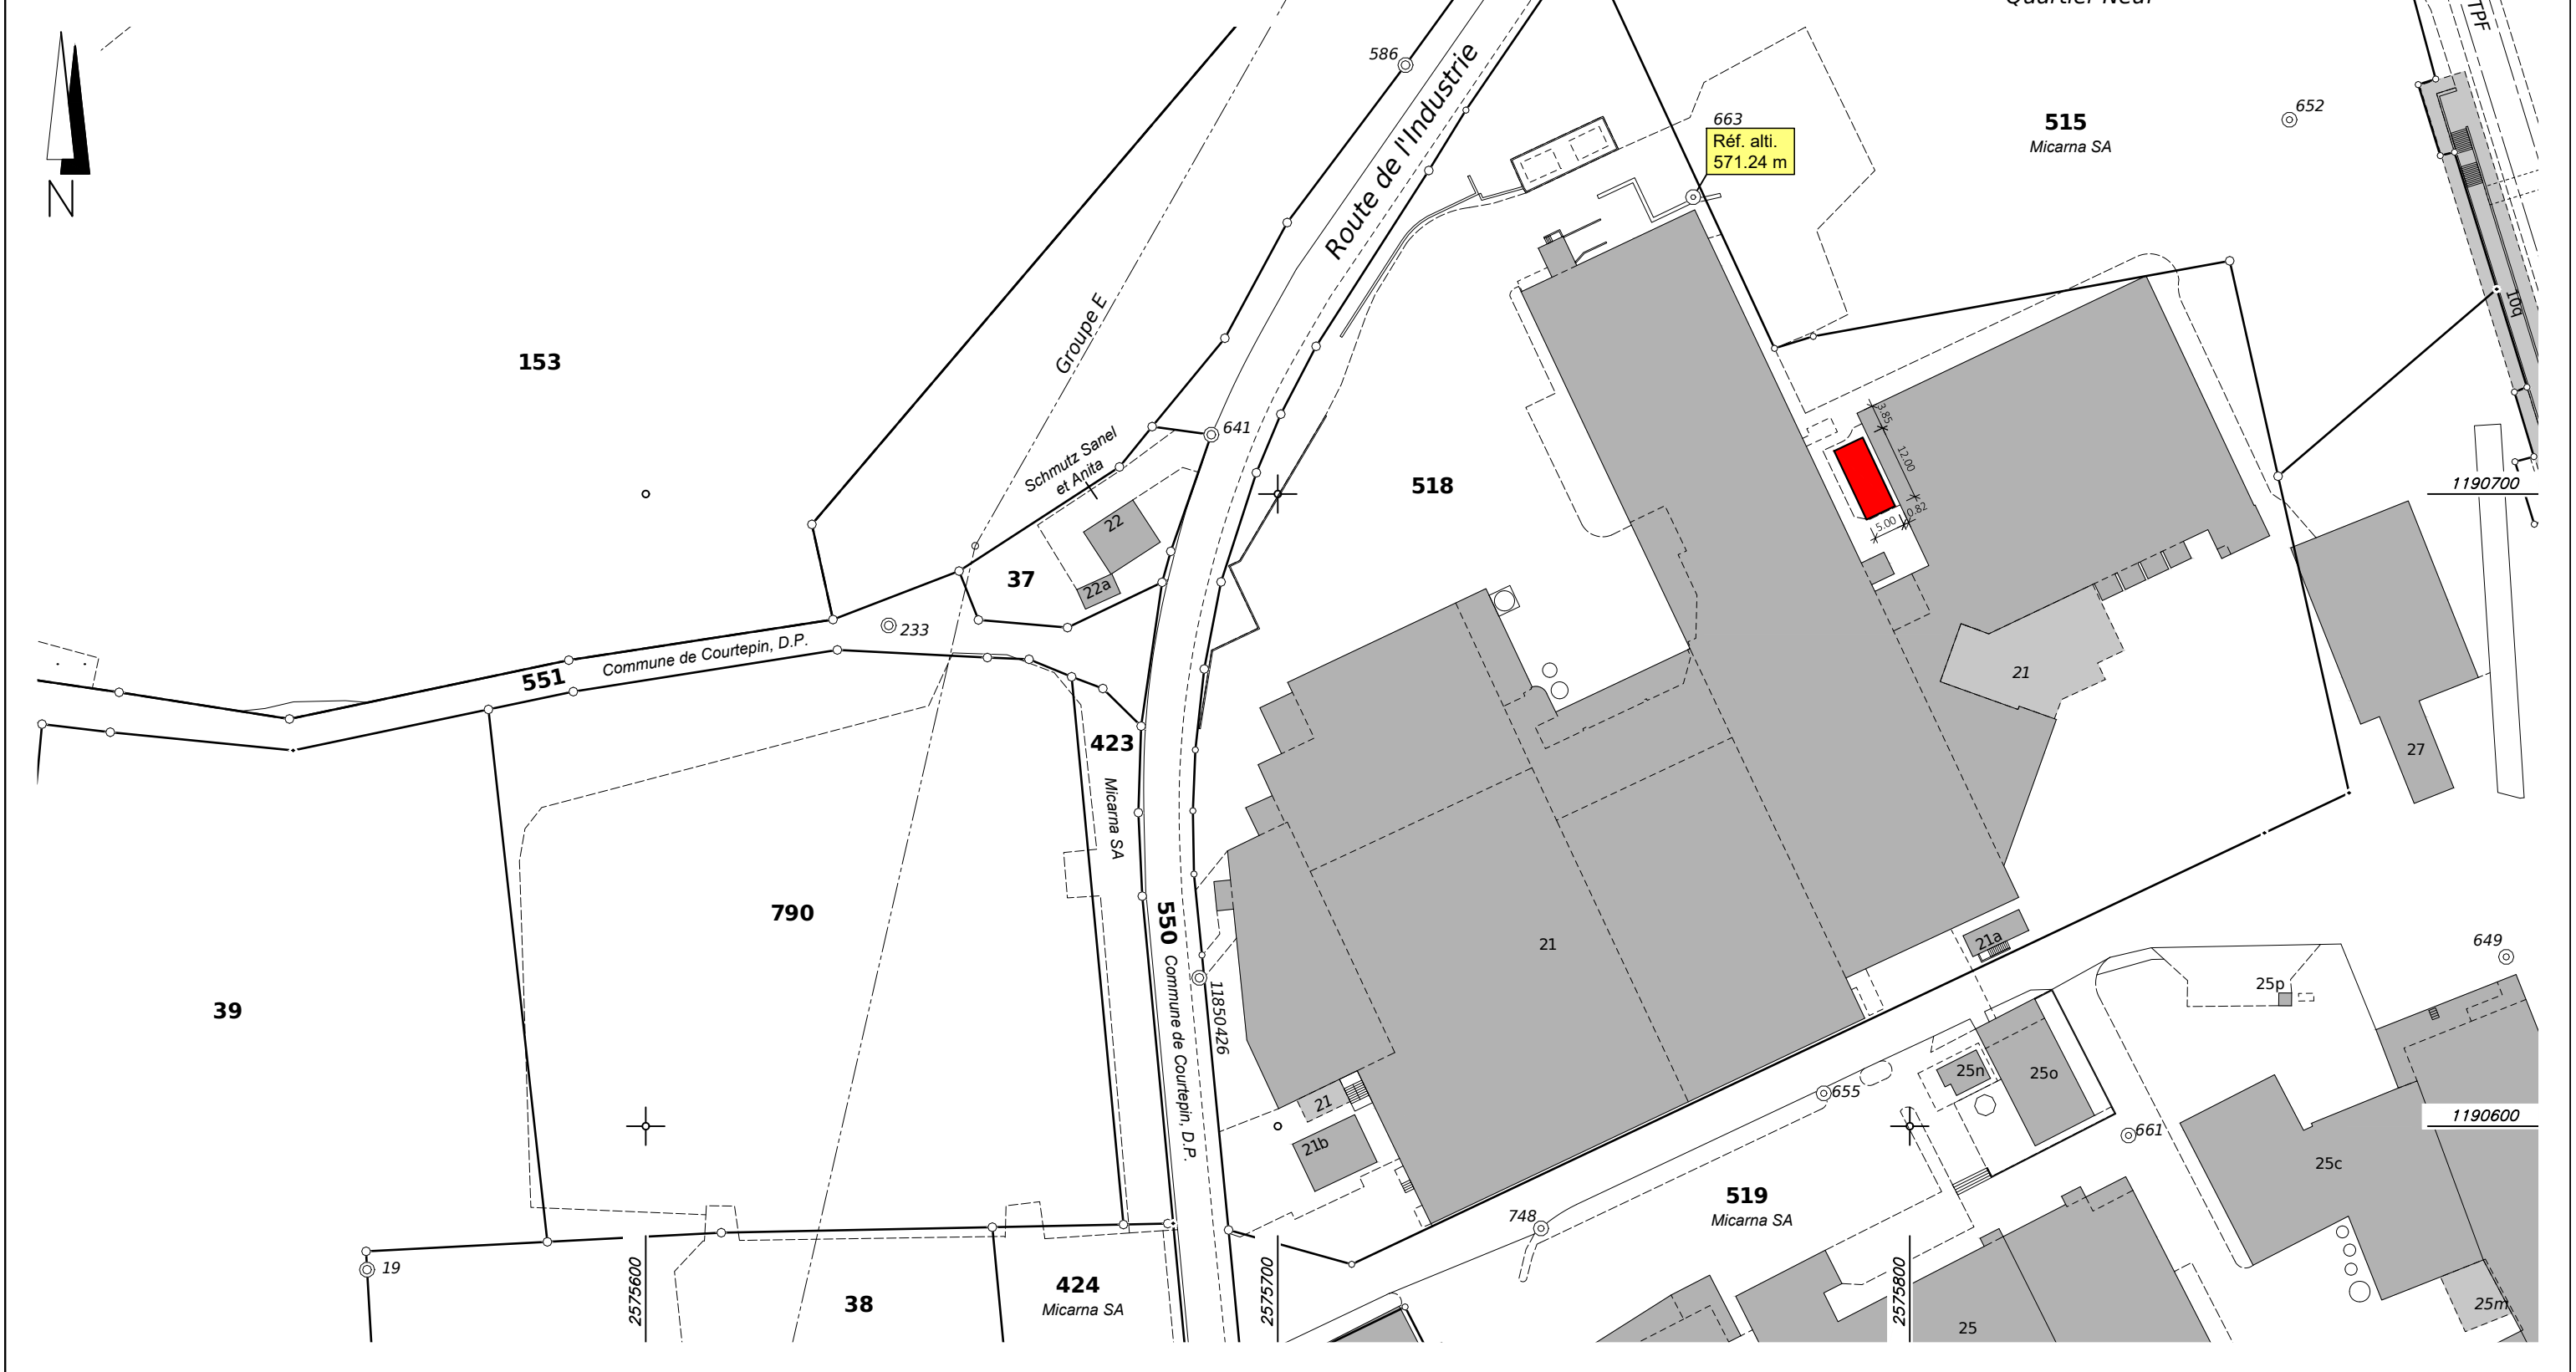 Quartier Neuf
TPF
586
Route de l'Industrie
663
Réf. alti.
571.24 m
515
Micarna SA
652
N
153
Groupe E
10q
3.85
12.00
0.82
5.00
641
Schmutz Sanel
et Anita
518
1190700
22
22a
37
233
551
Commune de Courtepin, D.P.
21
27
423
Micarna SA
790
550
Commune de Courtepin, D.P.
11850426
21
21a
649
25p
39
25n
25o
655
661
1190600
21
21b
25c
519
Micarna SA
748
19
2575600
2575700
2575800
424
Micarna SA
38
25
25m